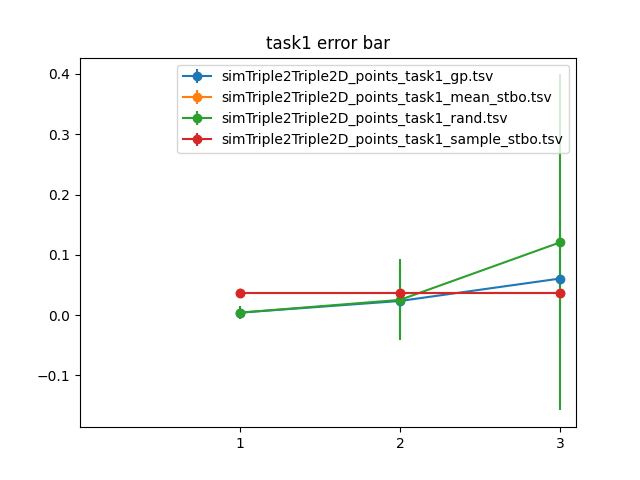 task1 error bar
simTriple2Triple2D_points_task1_gp.tsv
simTriple2Triple2D_points_task1_mean_stbo.tsv
simTriple2Triple2D_points_task1_rand.tsv
simTriple2Triple2D_points_task1_sample_stbo.tsv
0.4
0.3
0.2
0.1
0.0
−0.1
1 2 3